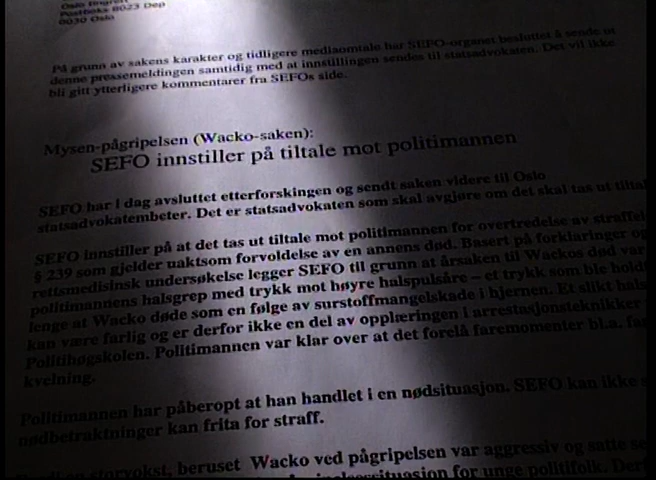 Oslo tinghus
Postboks 8023 Dep
0030 Oslo
På grunn av sakens karakter og tidligere mediaomtale har SEFO-organet besluttet å sende ut
denne pressemeldingen samtidig med at innstillingen sendes til statsadvokaten. Det vil ikke
bli gitt ytterligere kommentarer fra SEFOs side.
Mysen-pågripelsen (Wacko-saken):
SEFO innstiller på tiltale mot politimannen
SEFO har i dag avsluttet etterforskingen og sendt saken videre til Oslo
statsadvokatembeter. Det er statsadvokaten som skal avgjøre om det skal tas ut
SEFO innstiller på at det tas ut tiltale mot politimannen for overtredelse av
§ 239 som gjelder uaktsom forvoldelse av en annens død. Basert på forklaringer og
rettsmedisinsk undersøkelse legger SEFO til grunn at årsaken til Wackos død var
politimannens halsgrep med trykk mot høyre halspulsåre – et trykk som ble
lenge at Wacko døde som en følge av surstoffmangelskade i hjernen. Et slikt
kan være farlig og er derfor ikke en del av opplæringen i arrestasjonsteknikker
Politihøgskolen. Politimannen var klar over at det forelå faremomenter bl.a.
kvelning.
Politimannen har påberopt at han handlet i en nødsituasjon. SEFO kan ikke
nødbetraktninger kan frita for straff.
storvokst, beruset Wacko ved pågripelsen var aggressiv og satte
for unge politifolk.